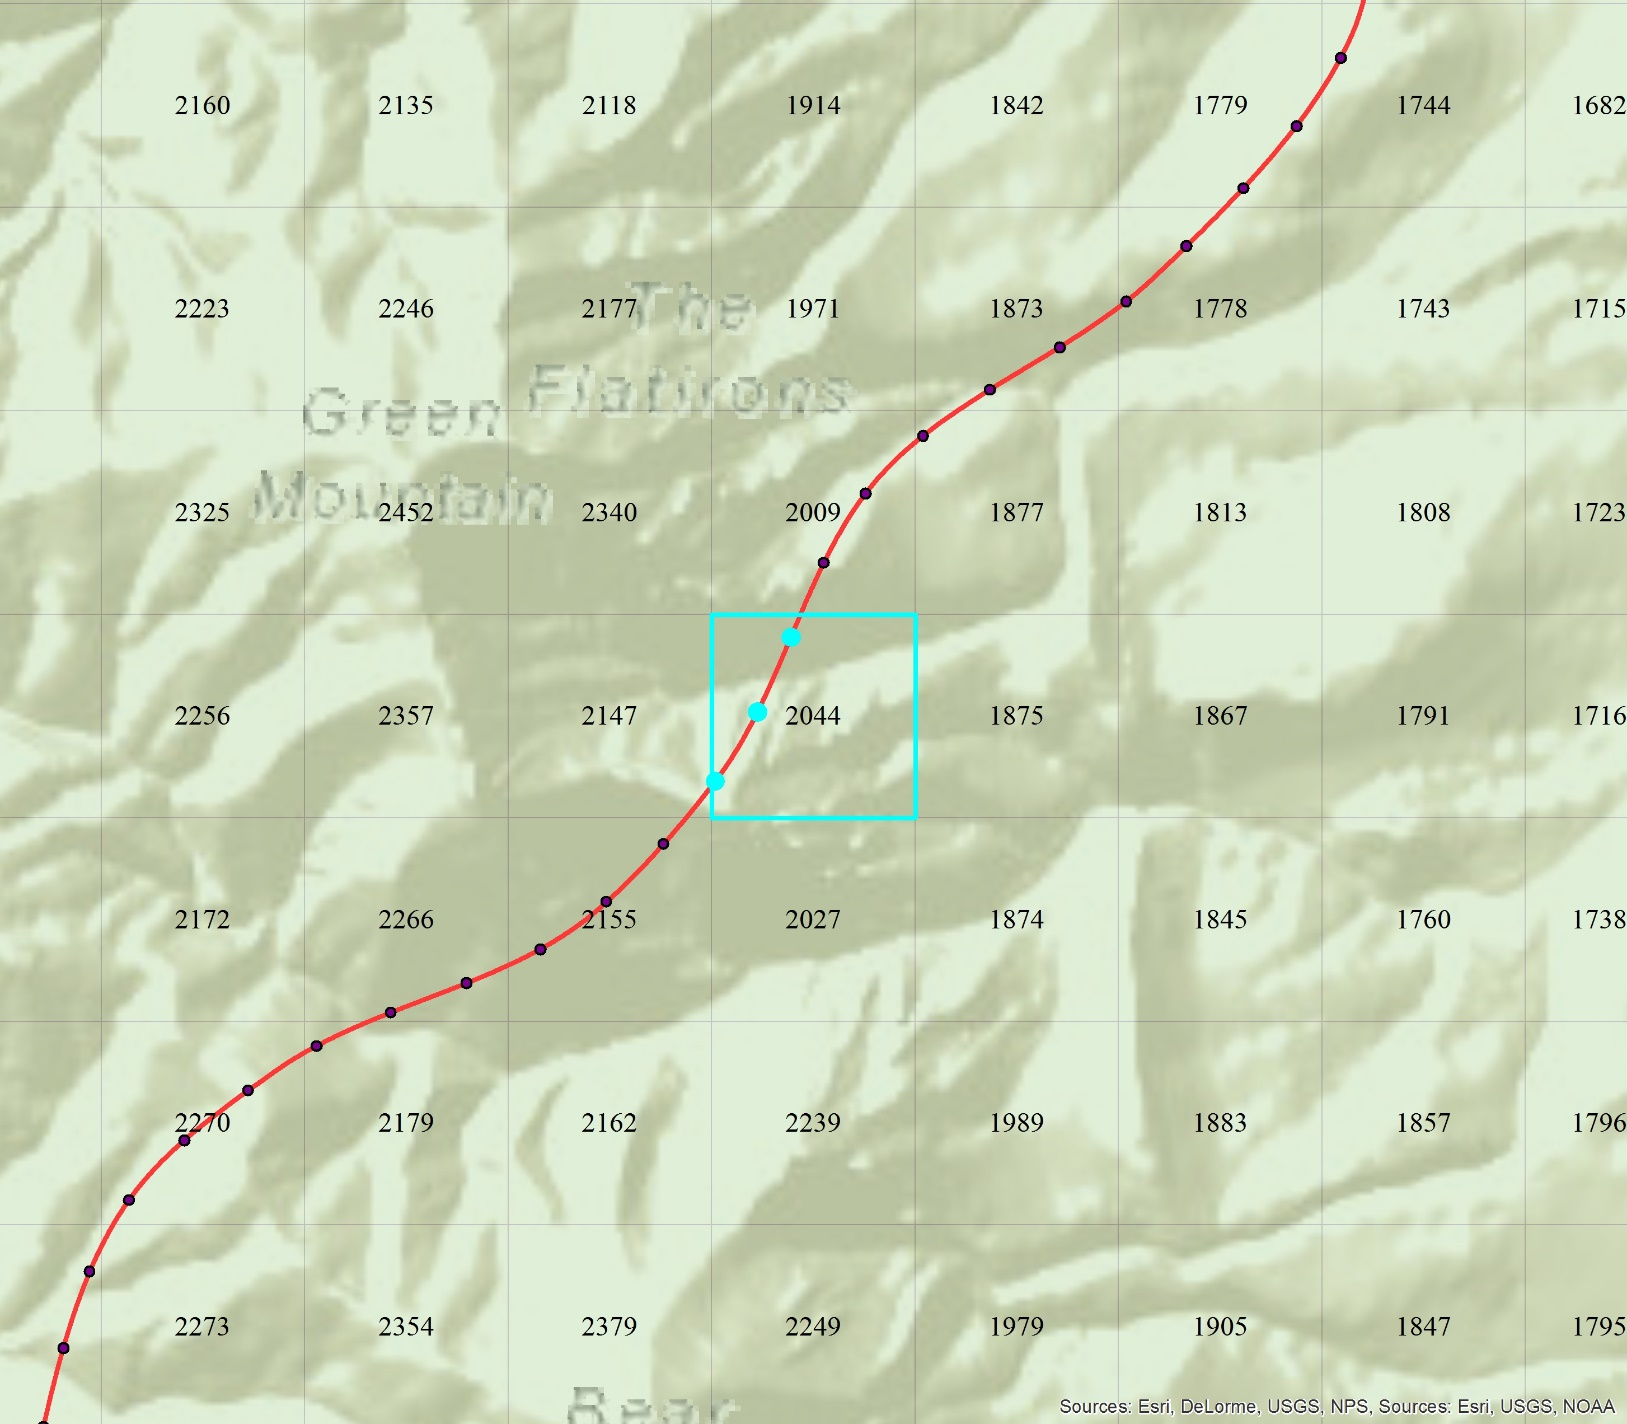 2160 2135 2118 1914 1842 1779 1744 1682
2223 2246 2177 1971 1873 1778 1743 1715
The
Flatirons
Green
Mountain
2325 2452 2340 2009 1877 1813 1808 1723
2256 2357 2147 2044 1875 1867 1791 1716
2172 2266 2155 2027 1874 1845 1760 1738
2270 2179 2162 2239 1989 1883 1857 1796
2273 2354 2379 2249 1979 1905 1847 1795
Bear
Sources: Esri, DeLorme, USGS, NPS, Sources: Esri, USGS, NOAA